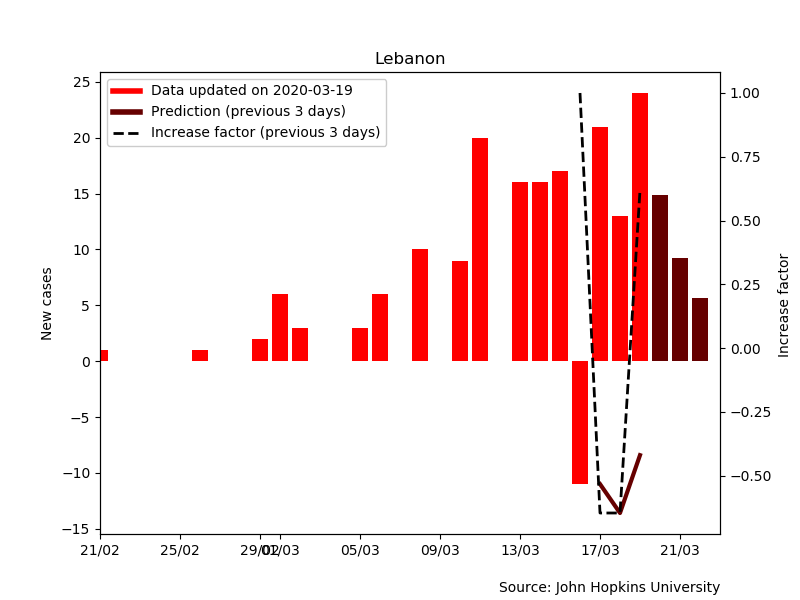 Lebanon
Data updated on 2020-03-19
Prediction (previous 3 days)
Increase factor (previous 3 days)
New cases
25
20
15
10
5
0
−5
−10
−15
1.00
0.75
0.50
0.25
0.00
−0.25
−0.50
Increase factor
21/02 25/02 29/02 01/03 05/03 09/03 13/03 17/03 21/03
Source: John Hopkins University